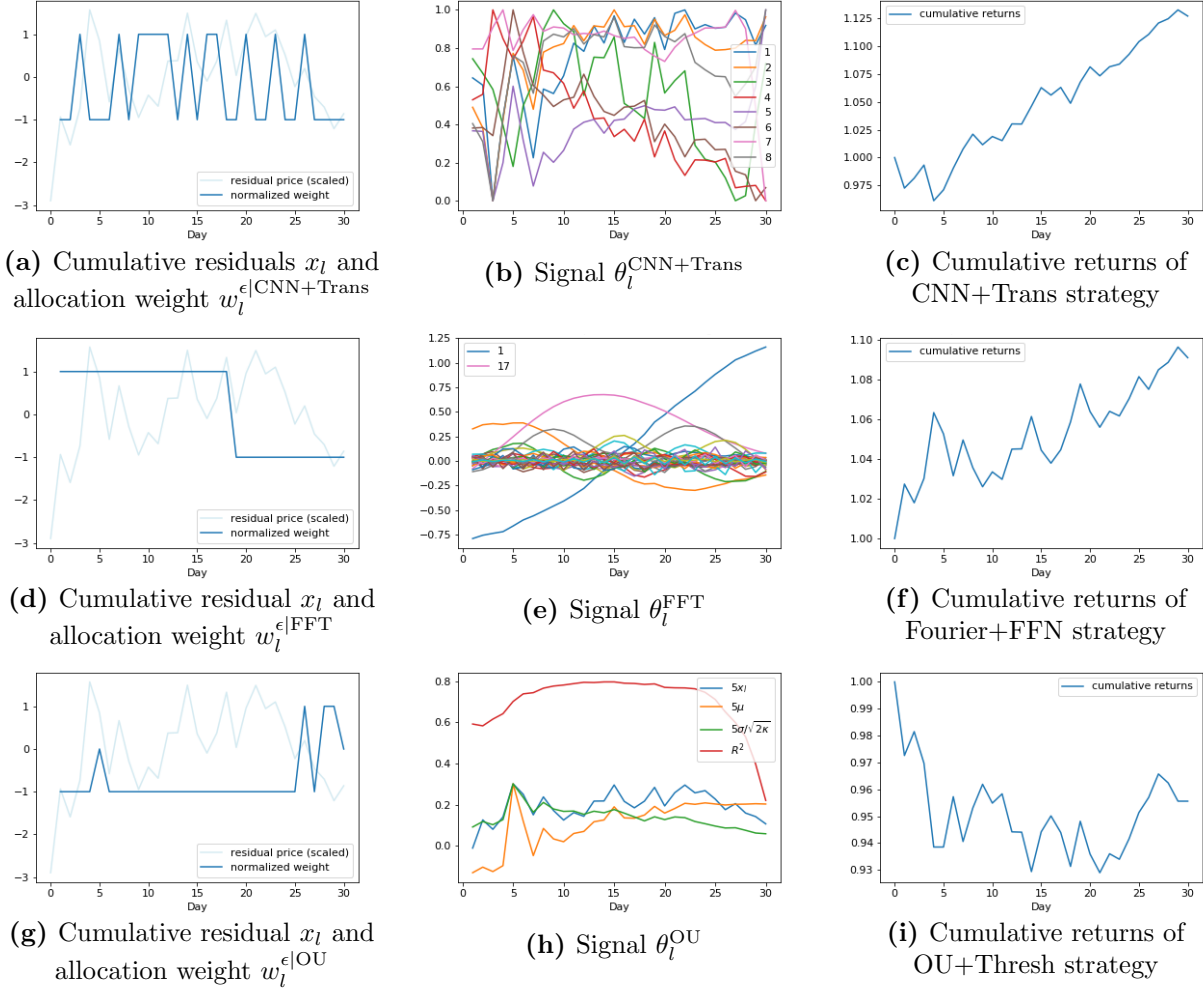 1
0
−1
−2
−3
0 5 10 15 20 25 30
Day
residual price (scaled)
normalized weight
1.0
0.8
0.6
0.4
0.2
0.0
0 5 10 15 20 25 30
Day
1
2
3
4
5
6
7
8
1.125
1.100
1.075
1.050
1.025
1.000
0.975
0 5 10 15 20 25 30
Day
cumulative returns
(a) Cumulative residuals x_l and
allocation weight w_l^{ϵ|CNN+Trans}
(b) Signal θ_l^{CNN+Trans}
(c) Cumulative returns of
CNN+Trans strategy
1
0
−1
−2
−3
0 5 10 15 20 25 30
Day
residual price (scaled)
normalized weight
1.25
1.00
0.75
0.50
0.25
0.00
−0.25
−0.50
−0.75
0 5 10 15 20 25 30
Day
1
17
1.10
1.08
1.06
1.04
1.02
1.00
0 5 10 15 20 25 30
Day
cumulative returns
(d) Cumulative residual x_l and
allocation weight w_l^{ϵ|FFT}
(e) Signal θ_l^{FFT}
(f) Cumulative returns of
Fourier+FFN strategy
1
0
−1
−2
−3
0 5 10 15 20 25 30
Day
residual price (scaled)
normalized weight
0.8
0.6
0.4
0.2
0.0
0 5 10 15 20 25 30
Day
5x_l
5μ
5σ/√2κ
R²
1.00
0.99
0.98
0.97
0.96
0.95
0.94
0.93
0 5 10 15 20 25 30
Day
cumulative returns
(g) Cumulative residual x_l and
allocation weight w_l^{ϵ|OU}
(h) Signal θ_l^{OU}
(i) Cumulative returns of
OU+Thresh strategy